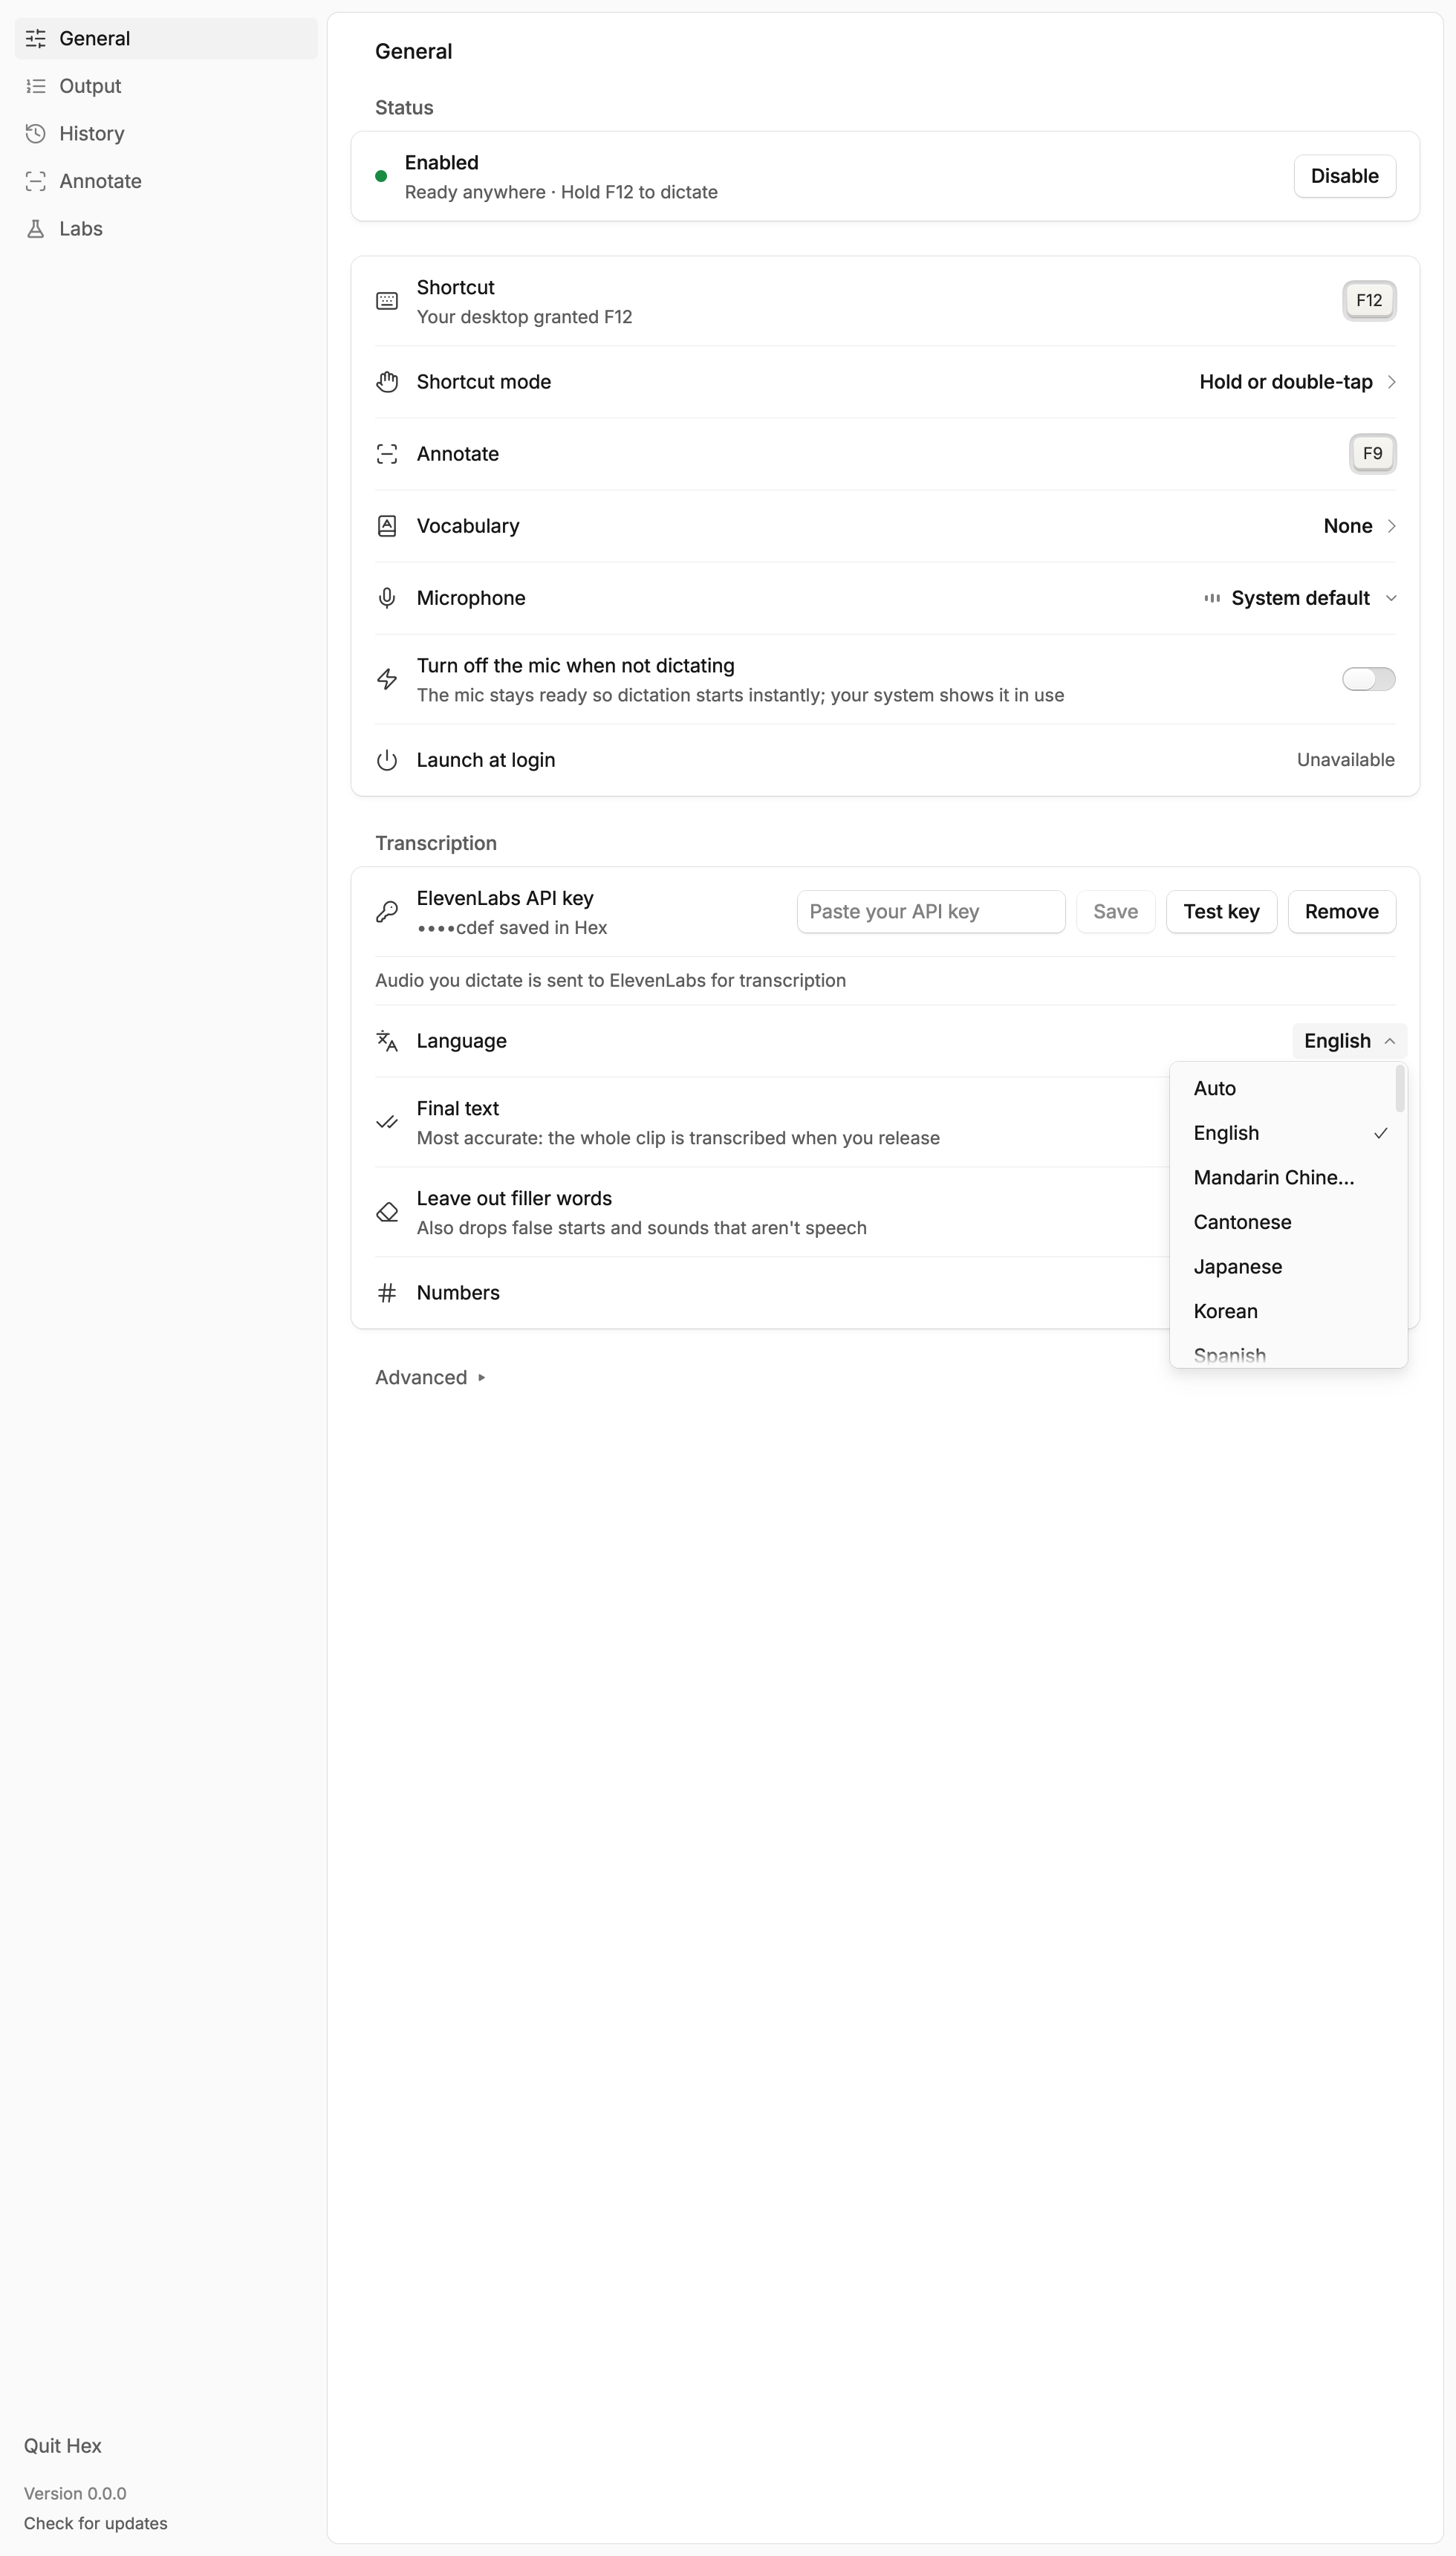 General
Output
History
Annotate
Labs
General
Status
Enabled
Ready anywhere · Hold F12 to dictate
Disable
Shortcut
Your desktop granted F12
F12
Shortcut mode
Hold or double-tap
Annotate
F9
Vocabulary
None
Microphone
System default
Turn off the mic when not dictating
The mic stays ready so dictation starts instantly; your system shows it in use
Launch at login
Unavailable
Transcription
ElevenLabs API key
••••cdef saved in Hex
Paste your API key
Save
Test key
Remove
Audio you dictate is sent to ElevenLabs for transcription
Language
English
Auto
English
Mandarin Chine...
Cantonese
Japanese
Korean
Spanish
Final text
Most accurate: the whole clip is transcribed when you release
Leave out filler words
Also drops false starts and sounds that aren't speech
Numbers
Advanced
Quit Hex
Version 0.0.0
Check for updates